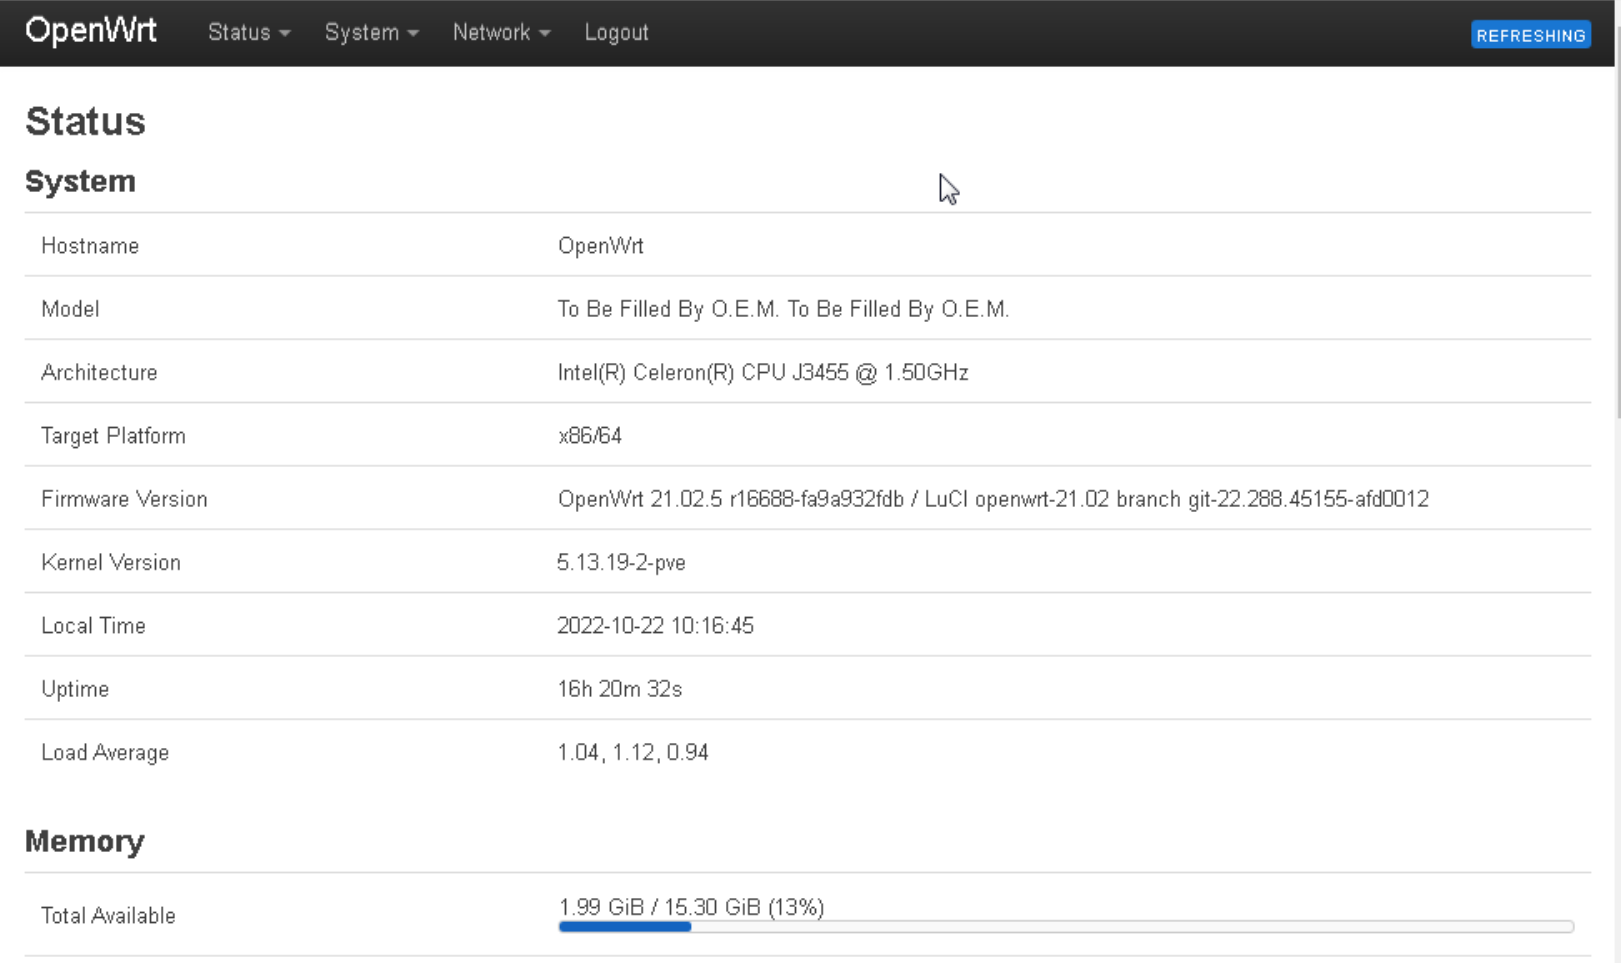 OpenWrt Status System Network Logout REFRESHING
Status
System
Hostname OpenWrt
Model To Be Filled By O.E.M. To Be Filled By O.E.M.
Architecture Intel(R) Celeron(R) CPU J3455 @ 1.50GHz
Target Platform x86/64
Firmware Version OpenWrt 21.02.5 r16688-fa9a932fdb / LuCI openwrt-21.02 branch git-22.288.45155-afd0012
Kernel Version 5.13.19-2-pve
Local Time 2022-10-22 10:16:45
Uptime 16h 20m 32s
Load Average 1.04, 1.12, 0.94
Memory
Total Available 1.99 GiB / 15.30 GiB (13%)